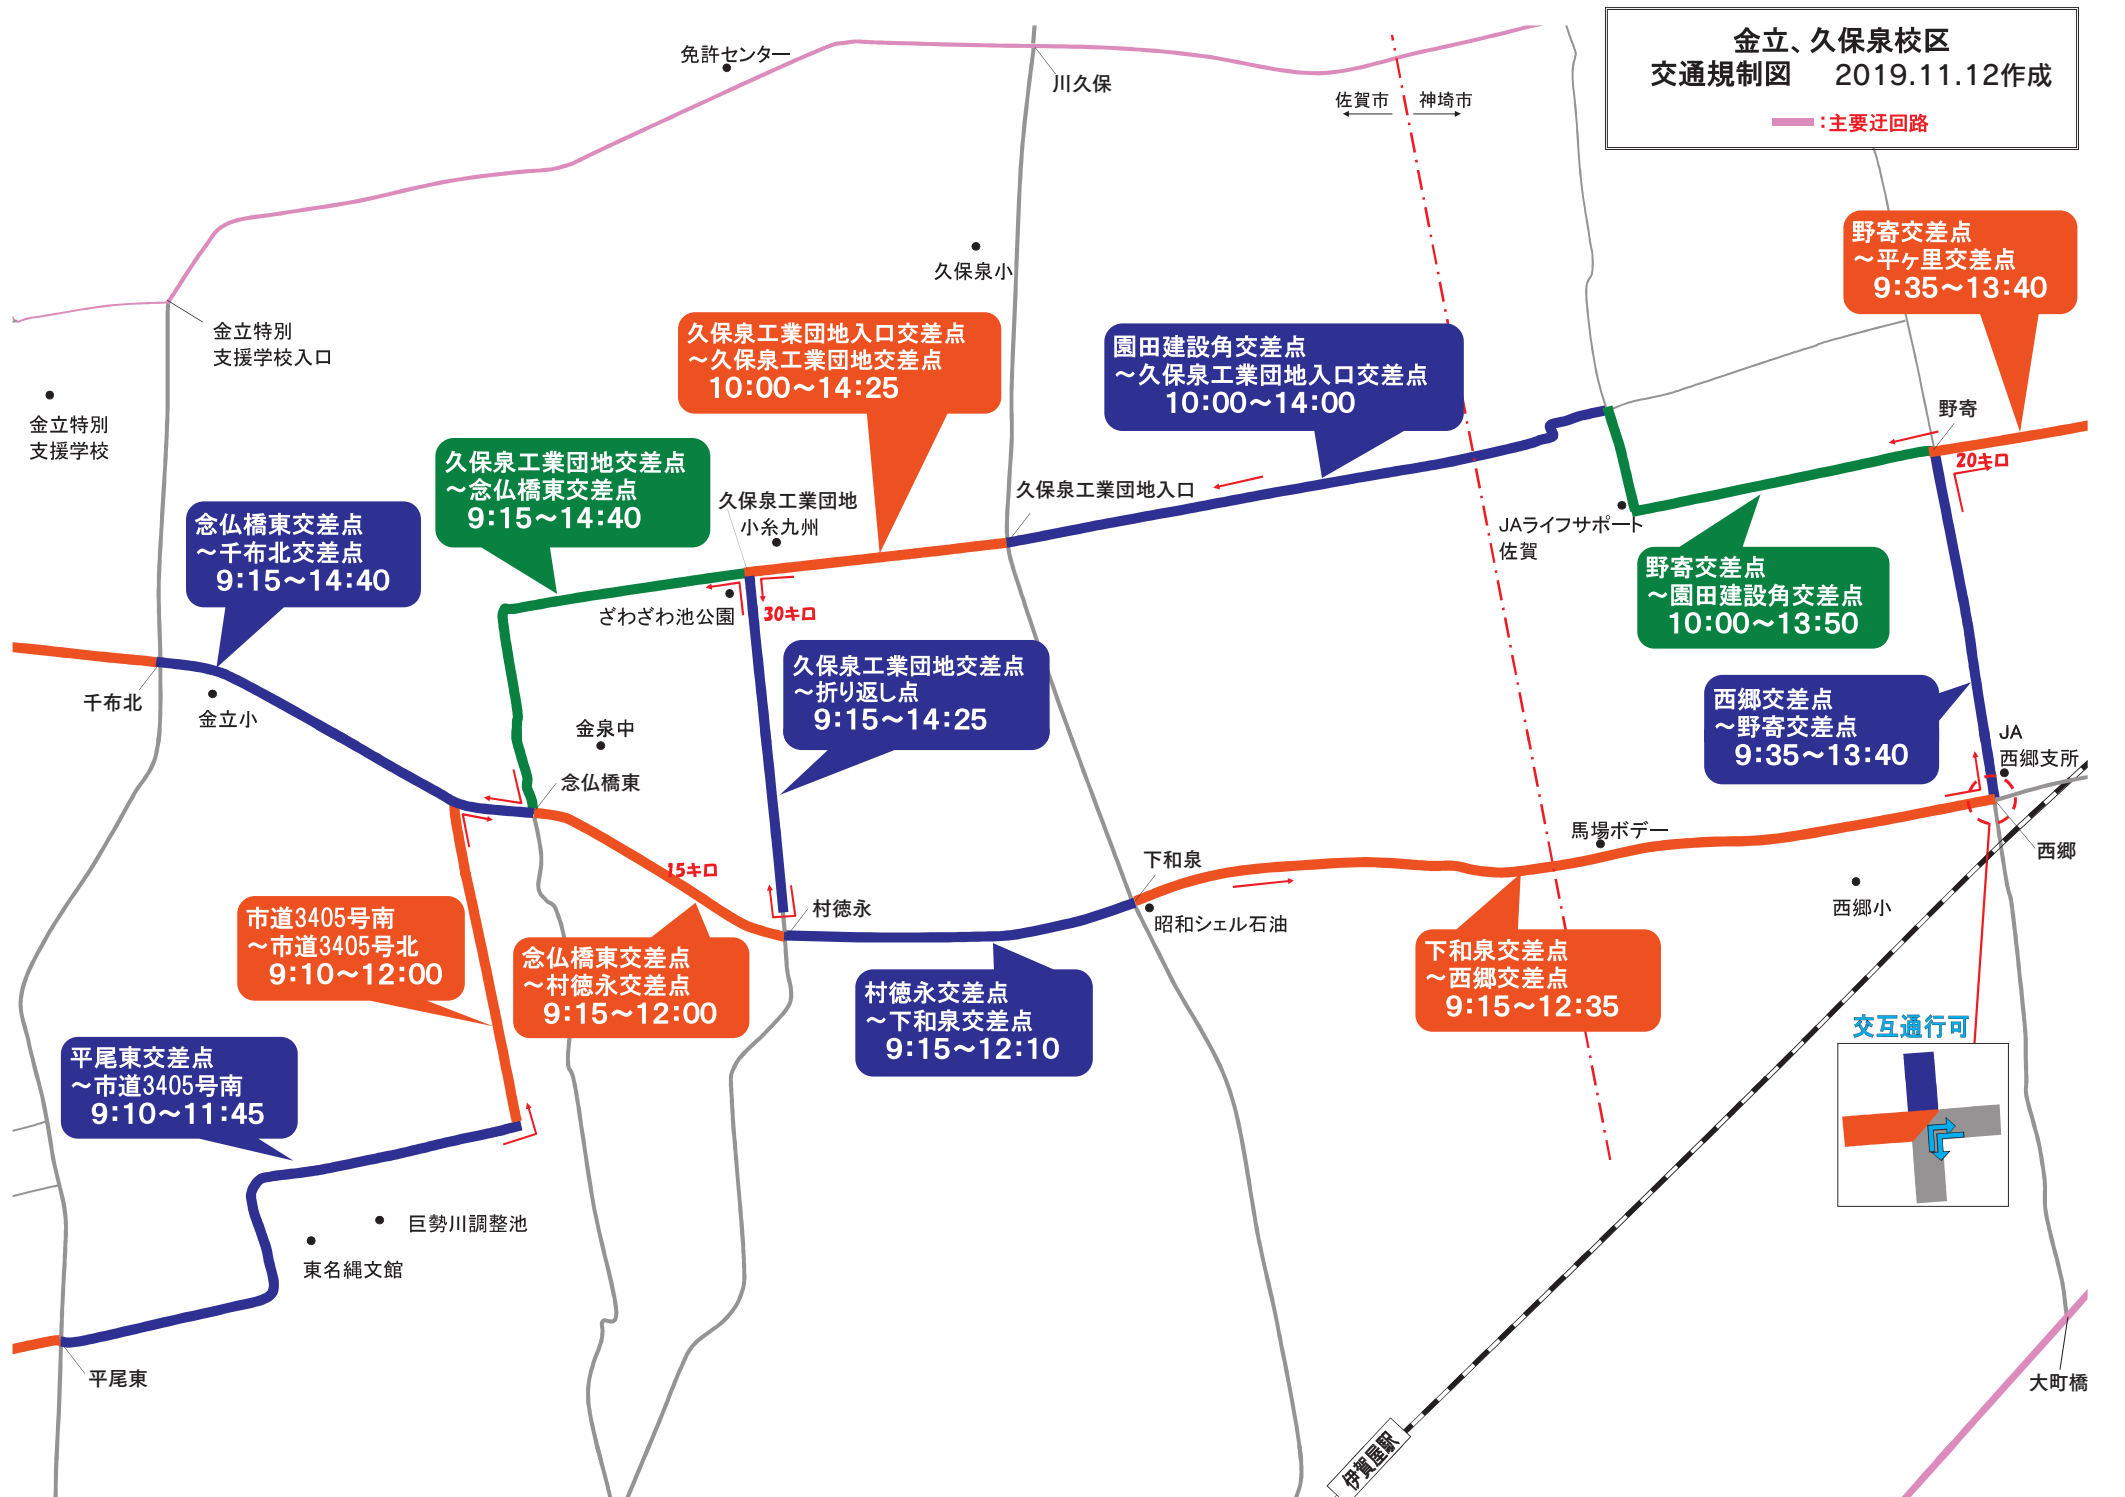 金立、久保泉校区
交通規制図 2019.11.12作成
:主要迂回路
免許センター
川久保
佐賀市 神埼市
野寄交差点
～平ヶ里交差点
9:35～13:40
久保泉小
金立特別
支援学校入口
久保泉工業団地入口交差点
～久保泉工業団地交差点
10:00～14:25
園田建設角交差点
～久保泉工業団地入口交差点
10:00～14:00
金立特別
支援学校
野寄
20キロ
久保泉工業団地交差点
～念仏橋東交差点
9:15～14:40
久保泉工業団地
小糸九州
久保泉工業団地入口
JAライフサポート
佐賀
念仏橋東交差点
～千布北交差点
9:15～14:40
野寄交差点
～園田建設角交差点
10:00～13:50
ざわざわ池公園
30キロ
久保泉工業団地交差点
～折り返し点
9:15～14:25
千布北
金立小
金泉中
念仏橋東
西郷交差点
～野寄交差点
9:35～13:40
JA
西郷支所
馬場ボデー
西郷
下和泉
15キロ
村徳永
昭和シェル石油
西郷小
市道3405号南
～市道3405号北
9:10～12:00
念仏橋東交差点
～村徳永交差点
9:15～12:00
村徳永交差点
～下和泉交差点
9:15～12:10
下和泉交差点
～西郷交差点
9:15～12:35
交互通行可
平尾東交差点
～市道3405号南
9:10～11:45
巨勢川調整池
東名縄文館
平尾東
大町橋
伊賀屋駅